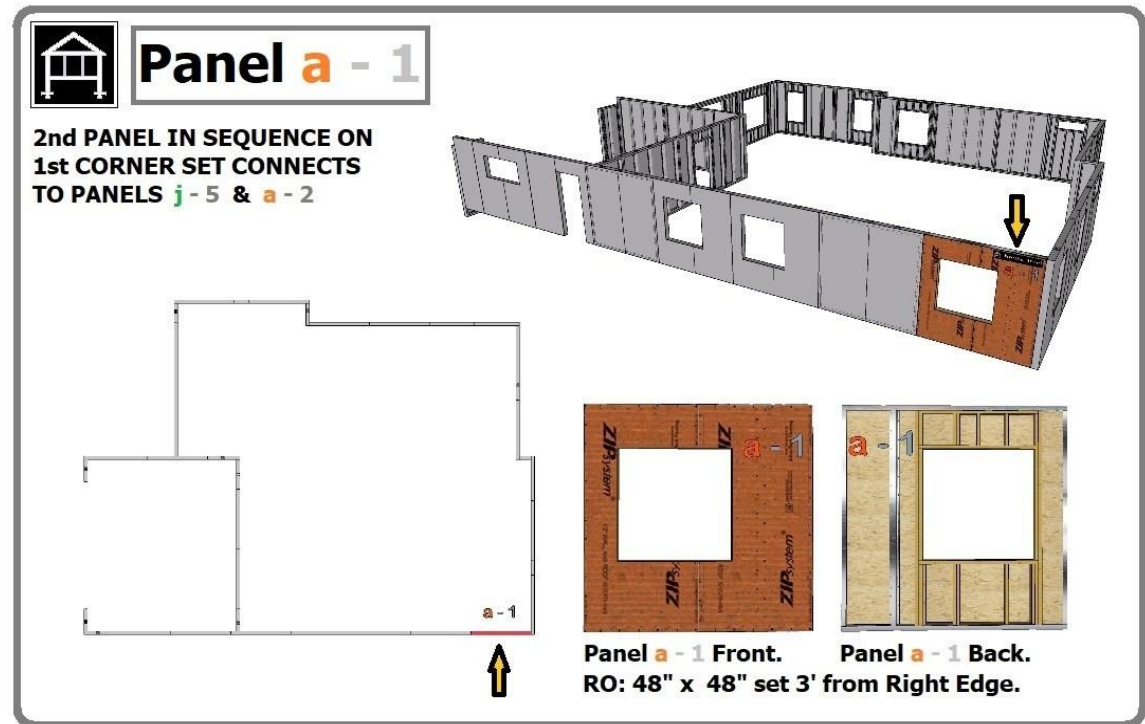 Panel a - 1
2nd PANEL IN SEQUENCE ON
1st CORNER SET CONNECTS
TO PANELS j - 5 & a - 2
a - 1
ZIP system
ZIP
a - 1
ZIP system
ZIP system
a - 1
Panel a - 1 Front.
Panel a - 1 Back.
RO: 48" x 48" set 3' from Right Edge.